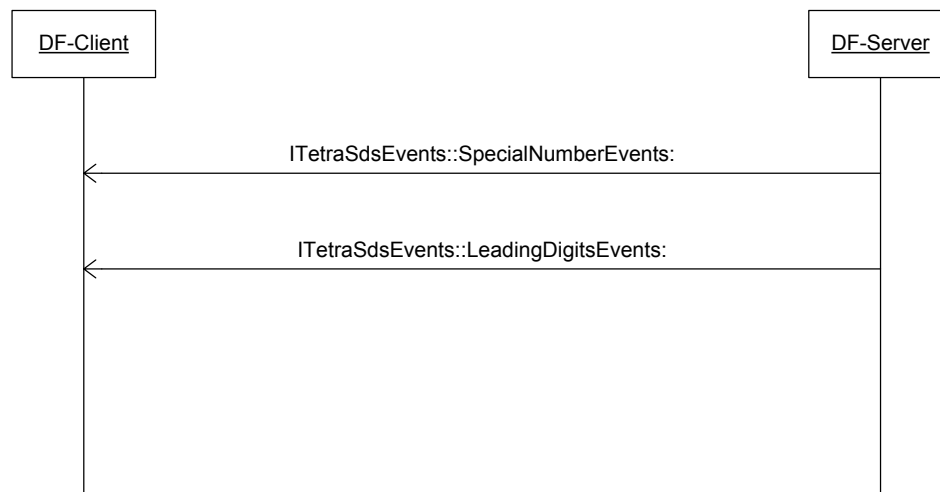 DF-Client
DF-Server
ITetraSdsEvents::SpecialNumberEvents:
ITetraSdsEvents::LeadingDigitsEvents: